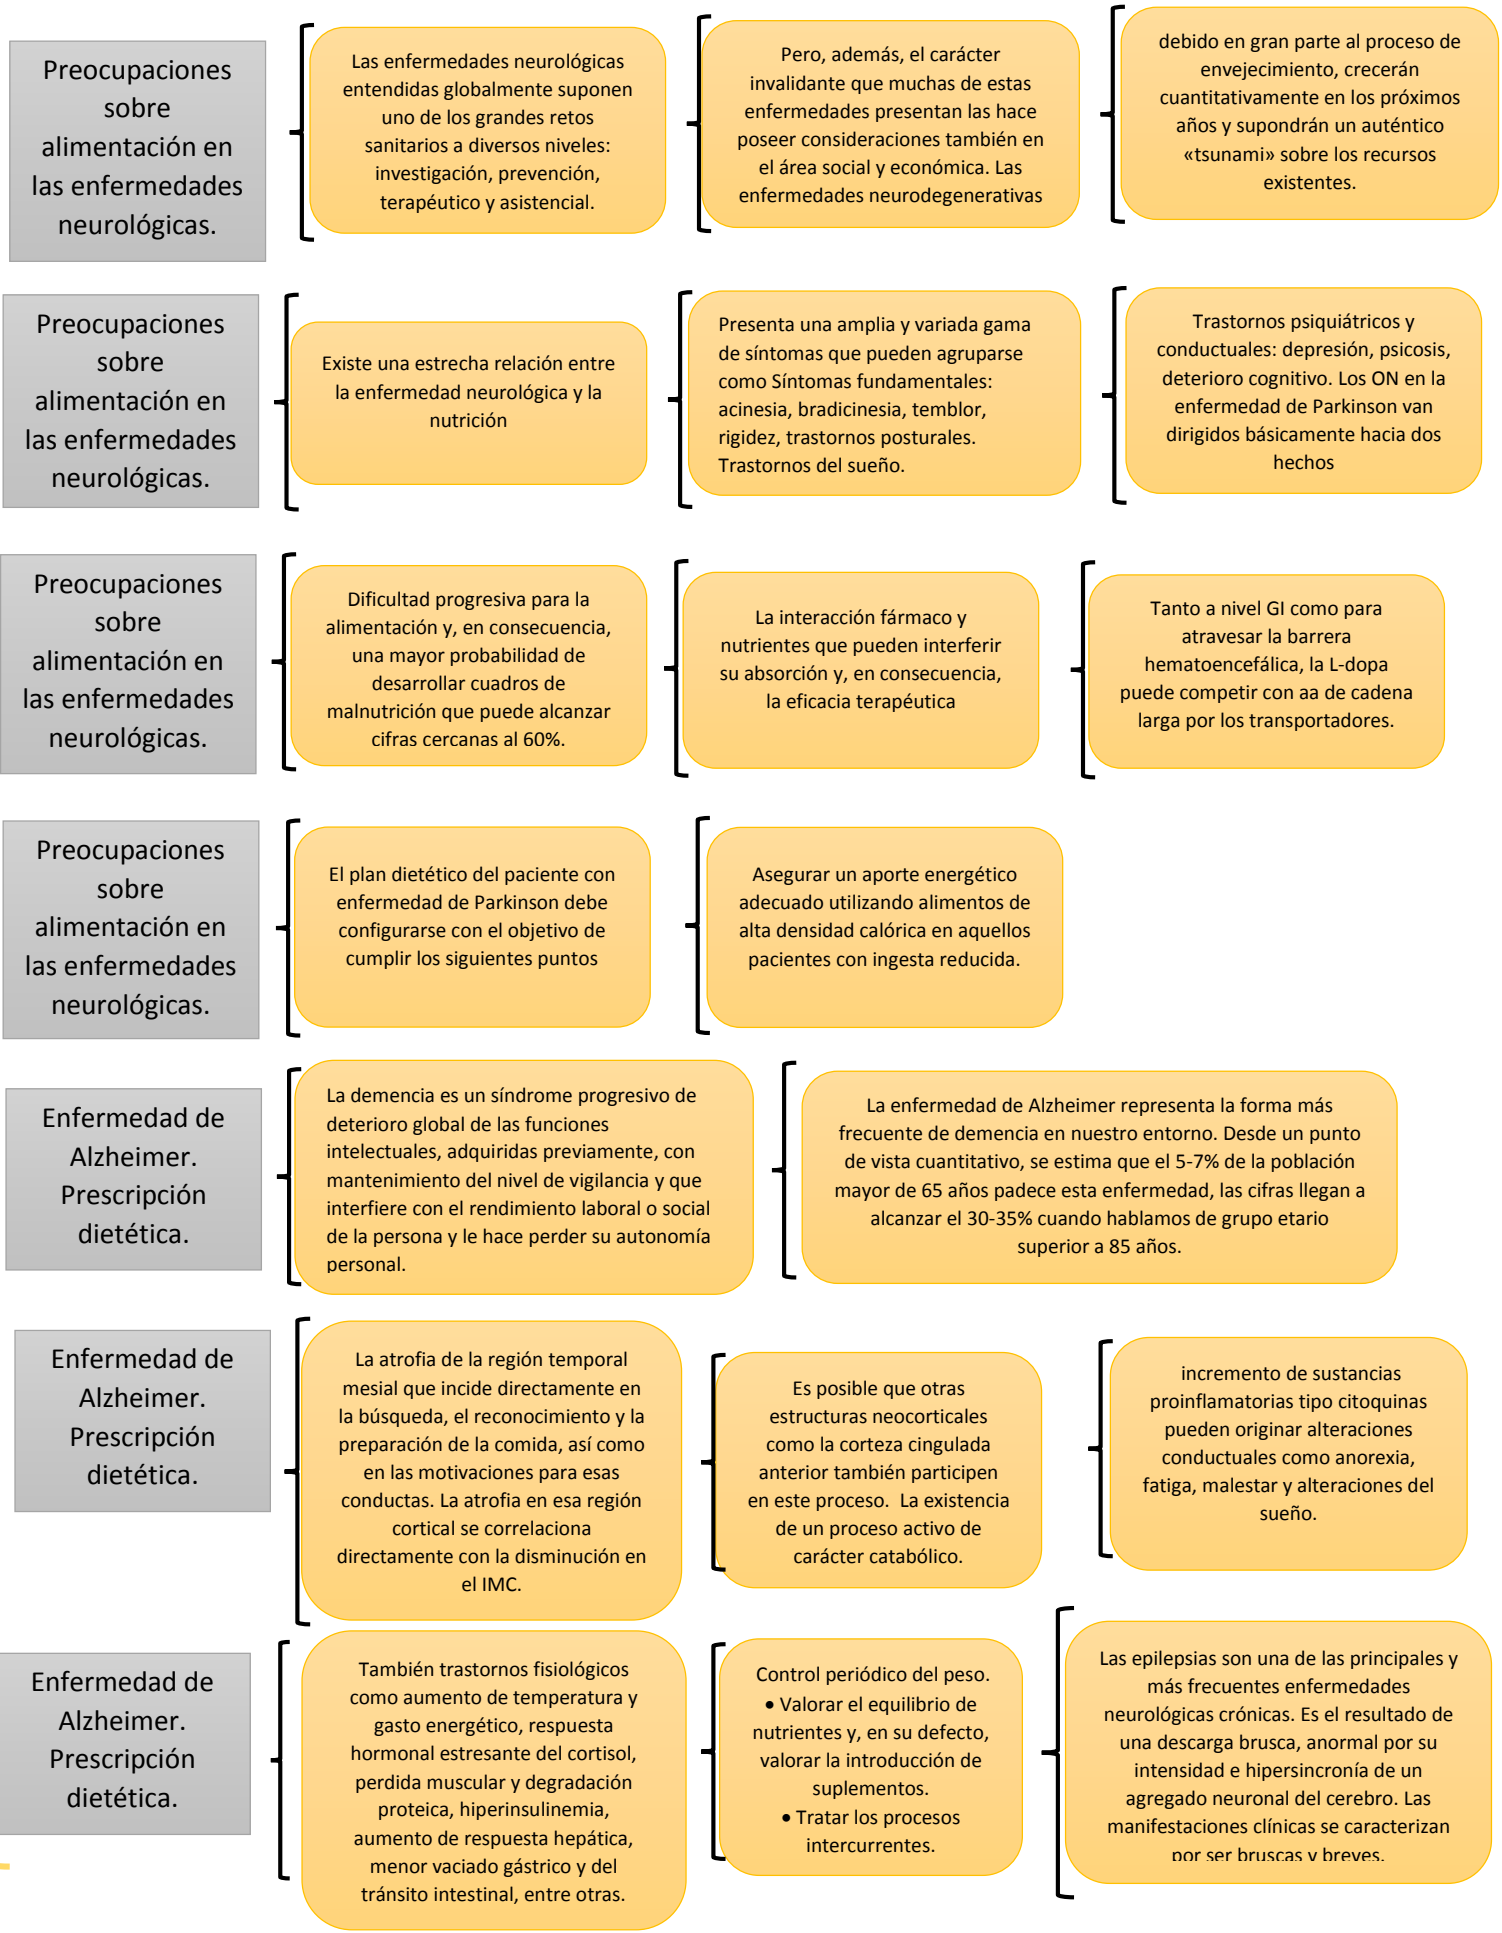 Preocupaciones
sobre
alimentación en
las enfermedades
neurológicas.
Las enfermedades neurológicas
entendidas globalmente suponen
uno de los grandes retos
sanitarios a diversos niveles:
investigación, prevención,
terapéutico y asistencial.
Pero, además, el carácter
invalidante que muchas de estas
enfermedades presentan las hace
poseer consideraciones también en
el área social y económica. Las
enfermedades neurodegenerativas
debido en gran parte al proceso de
envejecimiento, crecerán
cuantitativamente en los próximos
años y supondrán un auténtico
«tsunami» sobre los recursos
existentes.
Preocupaciones
sobre
alimentación en
las enfermedades
neurológicas.
Existe una estrecha relación entre
la enfermedad neurológica y la
nutrición
Presenta una amplia y variada gama
de síntomas que pueden agruparse
como Síntomas fundamentales:
acinesia, bradicinesia, temblor,
rigidez, trastornos posturales.
Trastornos del sueño.
Trastornos psiquiátricos y
conductuales: depresión, psicosis,
deterioro cognitivo. Los ON en la
enfermedad de Parkinson van
dirigidos básicamente hacia dos
hechos
Preocupaciones
sobre
alimentación en
las enfermedades
neurológicas.
Dificultad progresiva para la
alimentación y, en consecuencia,
una mayor probabilidad de
desarrollar cuadros de
malnutrición que puede alcanzar
cifras cercanas al 60%.
La interacción fármaco y
nutrientes que pueden interferir
su absorción y, en consecuencia,
la eficacia terapéutica
Tanto a nivel GI como para
atravesar la barrera
hematoencefálica, la L-dopa
puede competir con aa de cadena
larga por los transportadores.
Preocupaciones
sobre
alimentación en
las enfermedades
neurológicas.
El plan dietético del paciente con
enfermedad de Parkinson debe
configurarse con el objetivo de
cumplir los siguientes puntos
Asegurar un aporte energético
adecuado utilizando alimentos de
alta densidad calórica en aquellos
pacientes con ingesta reducida.
Enfermedad de
Alzheimer.
Prescripción
dietética.
La demencia es un síndrome progresivo de
deterioro global de las funciones
intelectuales, adquiridas previamente, con
mantenimiento del nivel de vigilancia y que
interfiere con el rendimiento laboral o social
de la persona y le hace perder su autonomía
personal.
La enfermedad de Alzheimer representa la forma más
frecuente de demencia en nuestro entorno. Desde un punto
de vista cuantitativo, se estima que el 5-7% de la población
mayor de 65 años padece esta enfermedad, las cifras llegan a
alcanzar el 30-35% cuando hablamos de grupo etario
superior a 85 años.
Enfermedad de
Alzheimer.
Prescripción
dietética.
La atrofia de la región temporal
mesial que incide directamente en
la búsqueda, el reconocimiento y la
preparación de la comida, así como
en las motivaciones para esas
conductas. La atrofia en esa región
cortical se correlaciona
directamente con la disminución en
el IMC.
Es posible que otras
estructuras neocorticales
como la corteza cingulada
anterior también participen
en este proceso. La existencia
de un proceso activo de
carácter catabólico.
incremento de sustancias
proinflamatorias tipo citoquinas
pueden originar alteraciones
conductuales como anorexia,
fatiga, malestar y alteraciones del
sueño.
Enfermedad de
Alzheimer.
Prescripción
dietética.
También trastornos fisiológicos
como aumento de temperatura y
gasto energético, respuesta
hormonal estresante del cortisol,
perdida muscular y degradación
proteica, hiperinsulinemia,
aumento de respuesta hepática,
menor vaciado gástrico y del
tránsito intestinal, entre otras.
Control periódico del peso.
• Valorar el equilibrio de
nutrientes y, en su defecto,
valorar la introducción de
suplementos.
• Tratar los procesos
intercurrentes.
Las epilepsias son una de las principales y
más frecuentes enfermedades
neurológicas crónicas. Es el resultado de
una descarga brusca, anormal por su
intensidad e hipersincronía de un
agregado neuronal del cerebro. Las
manifestaciones clínicas se caracterizan
por ser bruscas y breves.